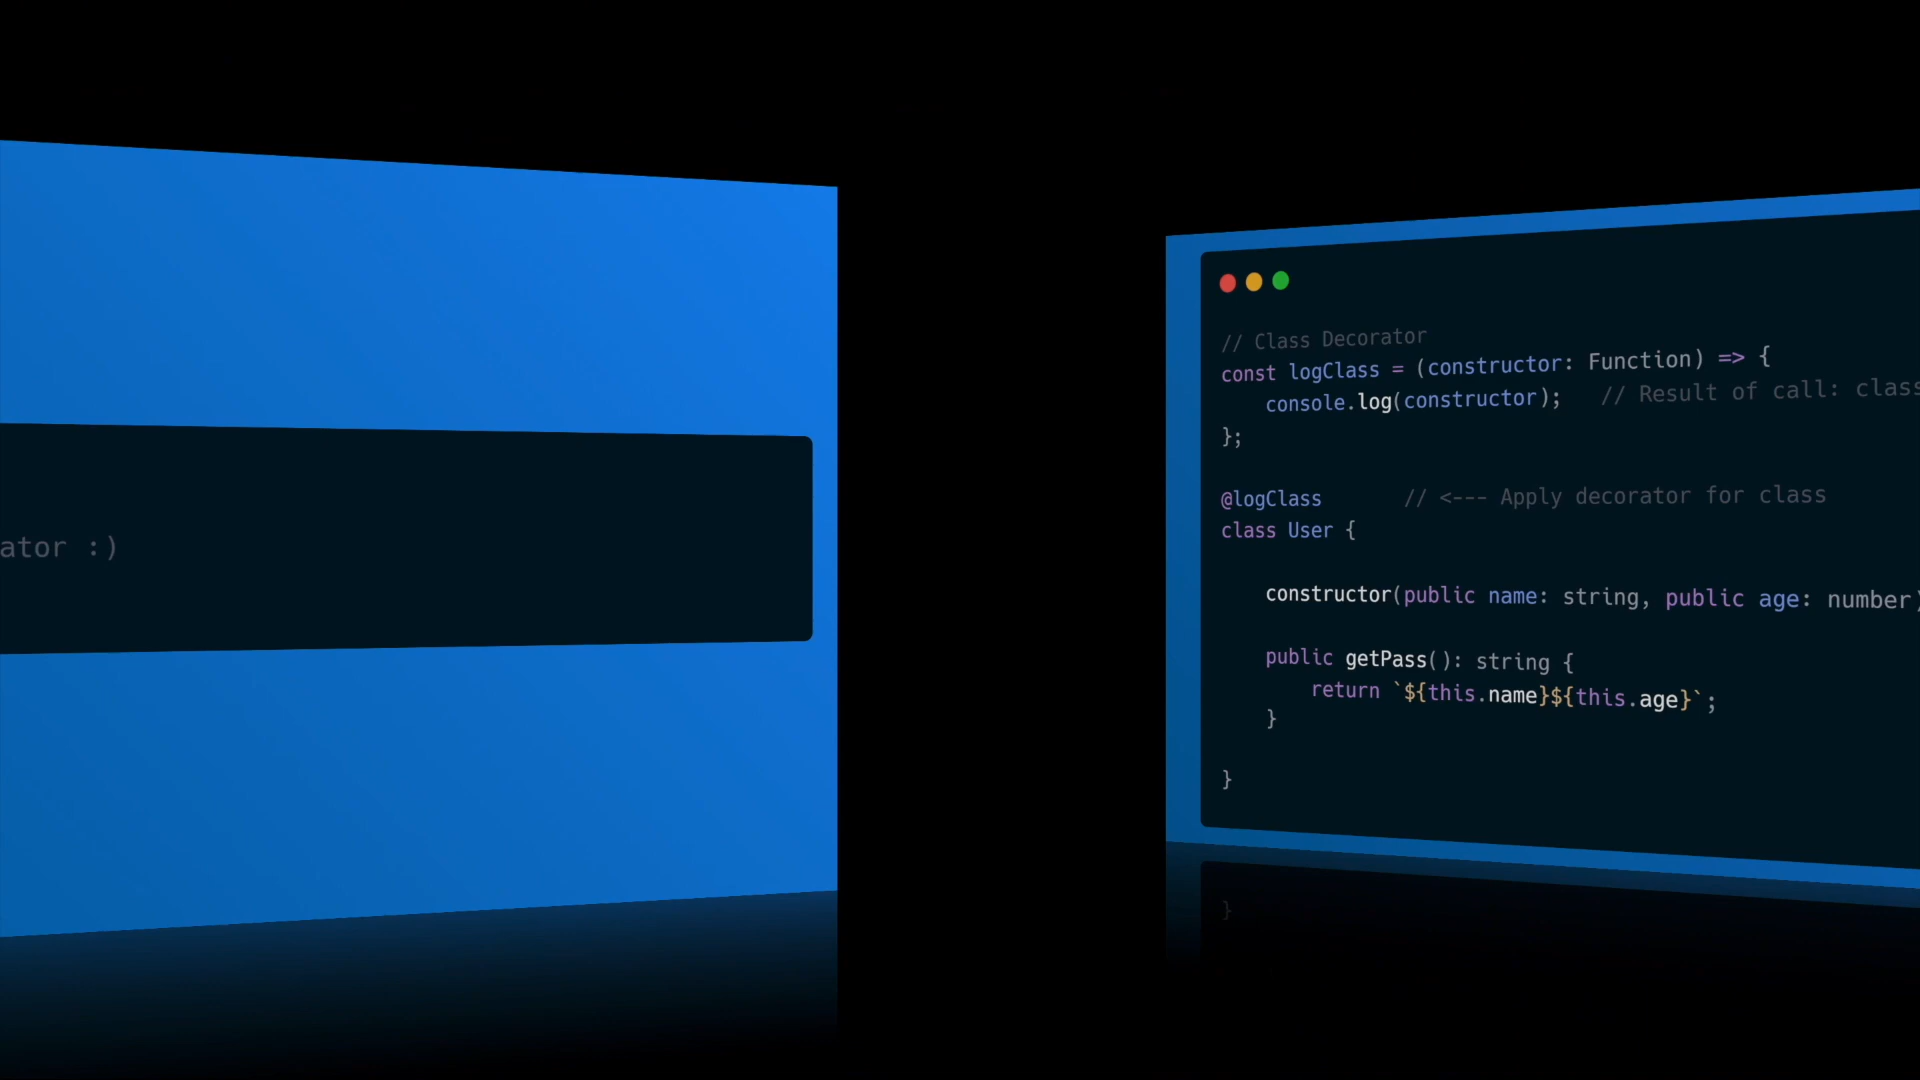 ator :)
// Class Decorator
const logClass = (constructor: Function) => {
    console.log(constructor);   // Result of call: class
};
@logClass       // <--- Apply decorator for class
class User {
    constructor(public name: string, public age: number)
    public getPass(): string {
        return `${this.name}${this.age}`;
    }
}
}